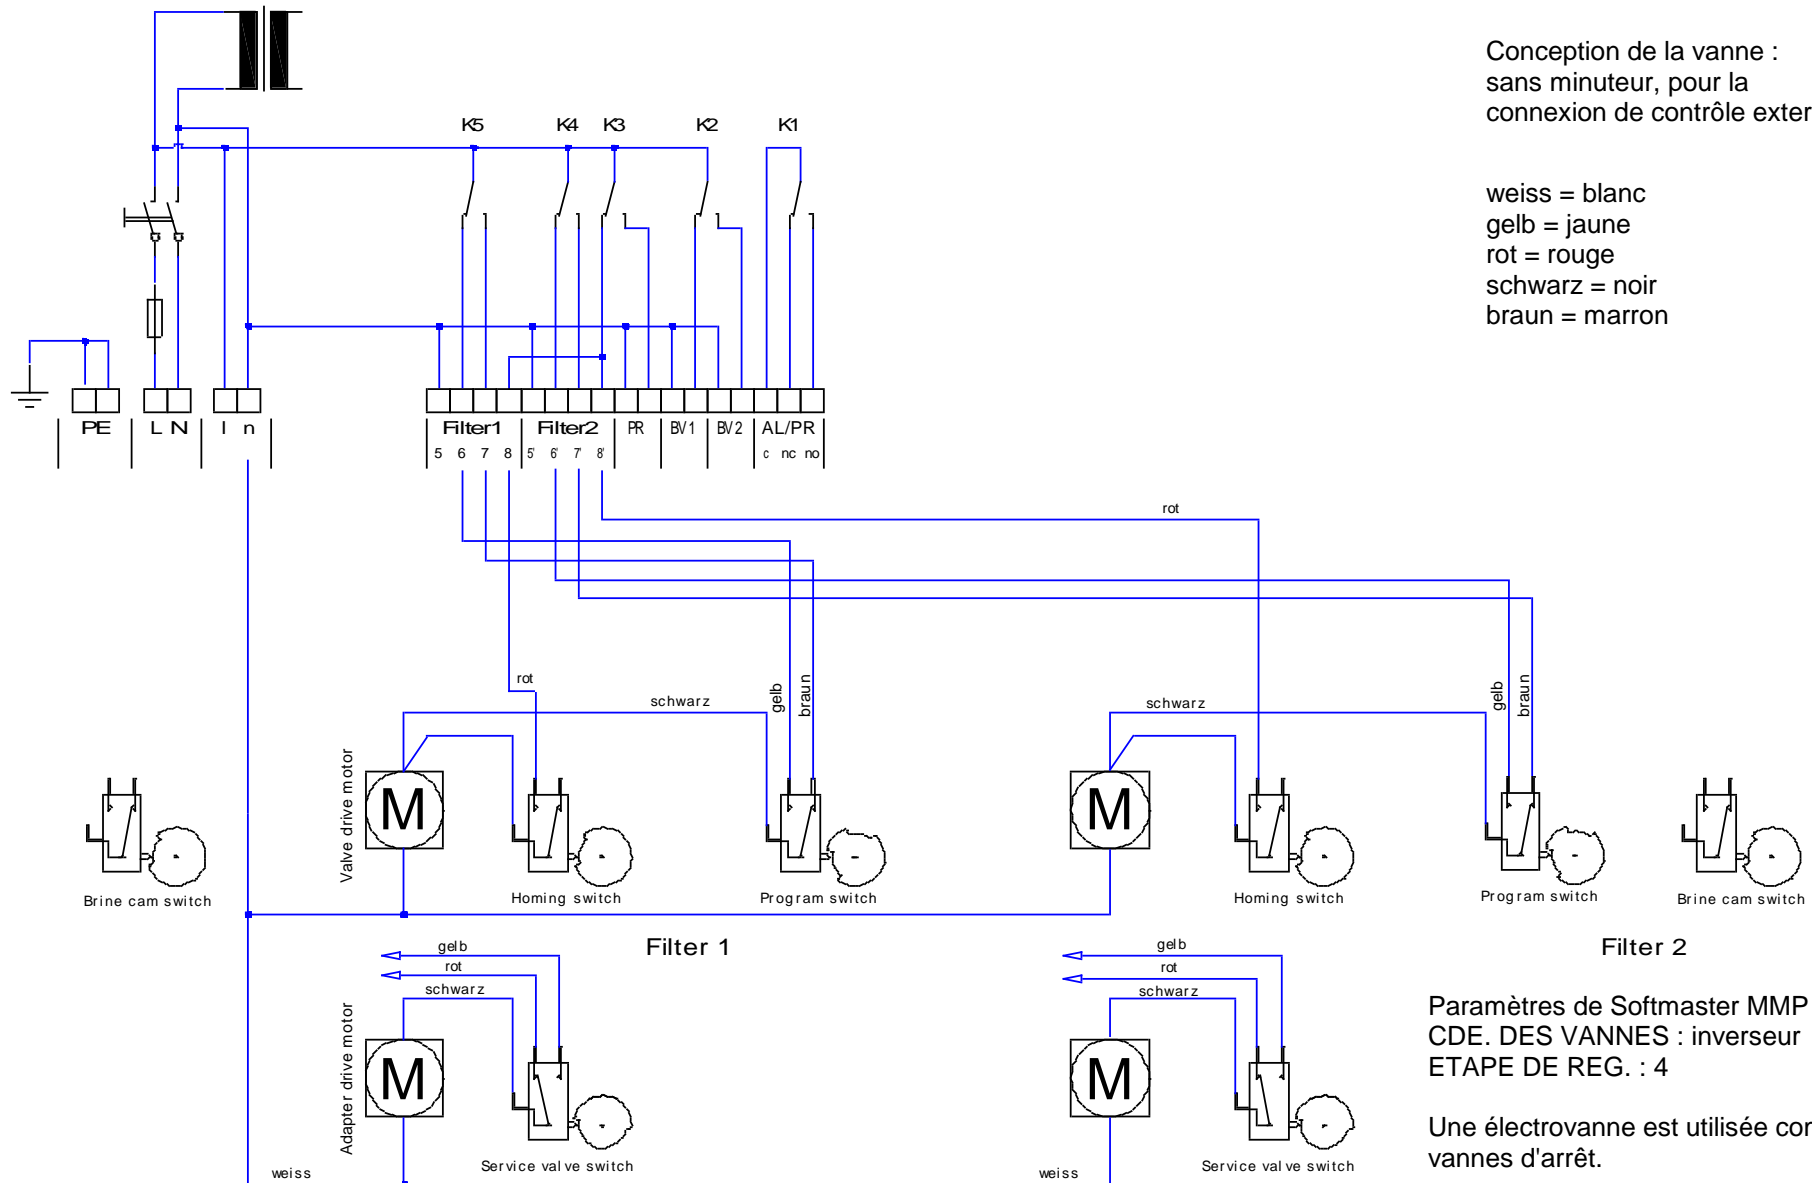 Conception de la vanne :
sans minuteur, pour la
connexion de contrôle exter
weiss = blanc
gelb = jaune
rot = rouge
schwarz = noir
braun = marron
K5 K4 K3 K2 K1
PE L N I n
Filter1 Filter2 PR BV1 BV2 AL/PR
5 6 7 8 5' 6' 7' 8' c nc no
rot
rot
schwarz
gelb
braun
schwarz
gelb
braun
Valve drive motor
M
M
Brine cam switch
Homing switch
Program switch
Homing switch
Program switch
Brine cam switch
Filter 1
Filter 2
gelb
rot
schwarz
gelb
rot
schwarz
Adapter drive motor
M
M
Service valve switch
Service valve switch
weiss
weiss
Paramètres de Softmaster MMP
CDE. DES VANNES : inverseur
ETAPE DE REG. : 4
Une électrovanne est utilisée cor
vannes d'arrêt.